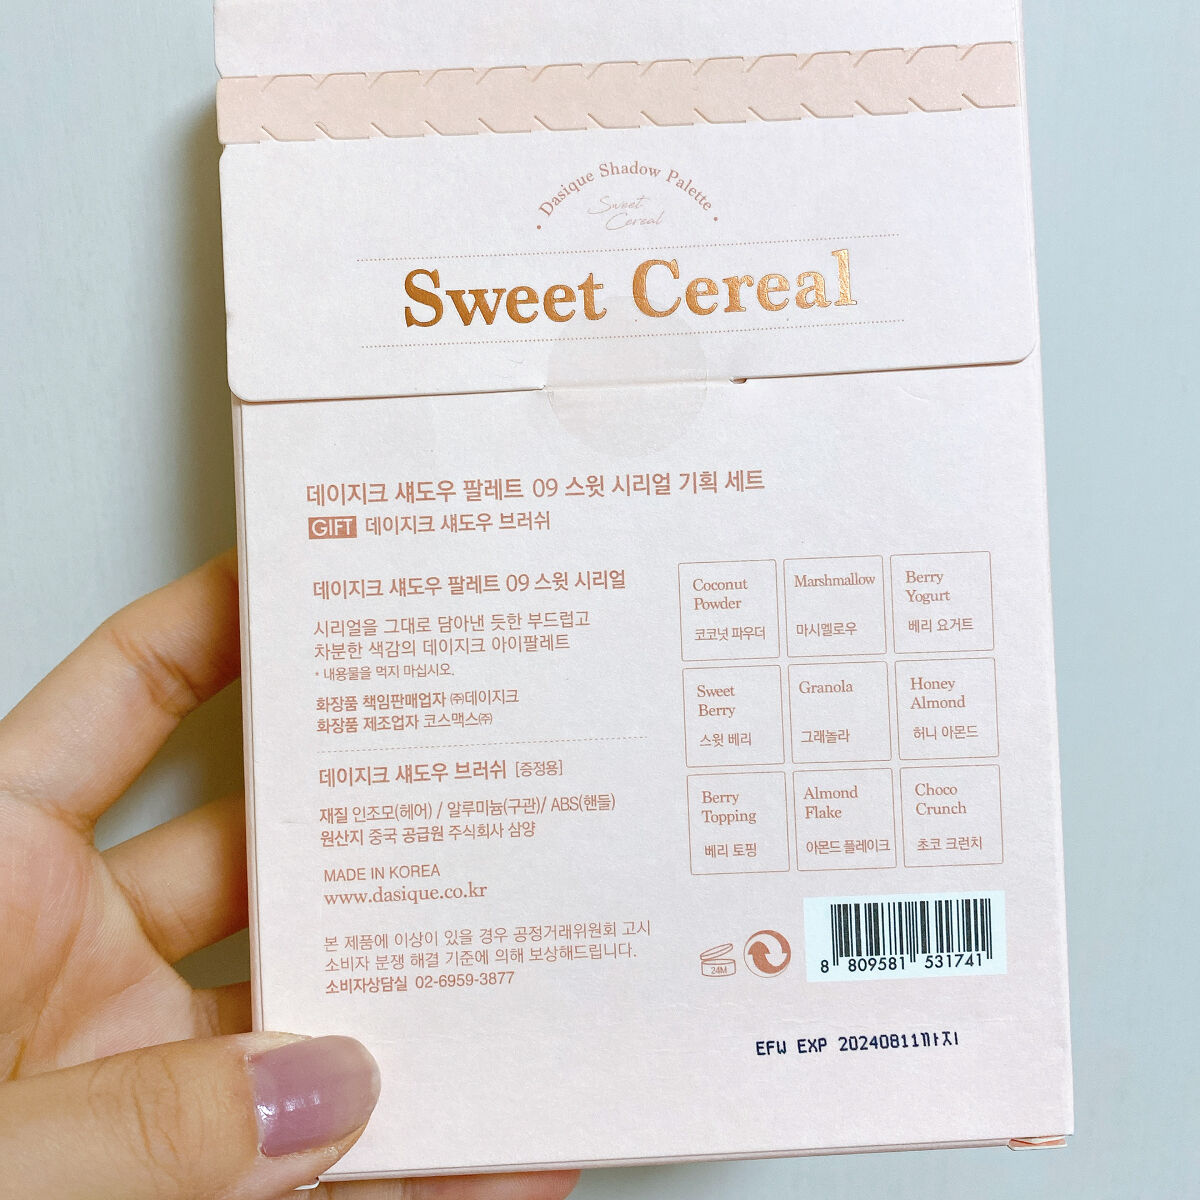 Dasique Shadow Palette
Sweet
Cereal
Sweet Cereal
데이지크 섀도우 팔레트 09 스윗 시리얼 기획 세트
GIFT 데이지크 섀도우 브러쉬
데이지크 섀도우 팔레트 09 스윗 시리얼
시리얼을 그대로 담아낸 듯한 부드럽고
차분한 색감의 데이지크 아이팔레트
* 내용물을 먹지 마십시오.
화장품 책임판매업자 ㈜데이지크
화장품 제조업자 코스맥스㈜
데이지크 섀도우 브러쉬 [증정용]
재질 인조모(헤어) / 알루미늄(구관)/ ABS(핸들)
원산지 중국 공급원 주식회사 삼양
MADE IN KOREA
www.dasique.co.kr
본 제품에 이상이 있을 경우 공정거래위원회 고시
소비자 분쟁 해결 기준에 의해 보상해드립니다.
소비자상담실 02-6959-3877
Coconut
Powder
코코넛 파우더
Marshmallow
마시멜로우
Berry
Yogurt
베리 요거트
Sweet
Berry
스윗 베리
Granola
그래놀라
Honey
Almond
허니 아몬드
Berry
Topping
베리 토핑
Almond
Flake
아몬드 플레이크
Choco
Crunch
초코 크런치
24M
8 809581 531741
EFW EXP 20240811까지